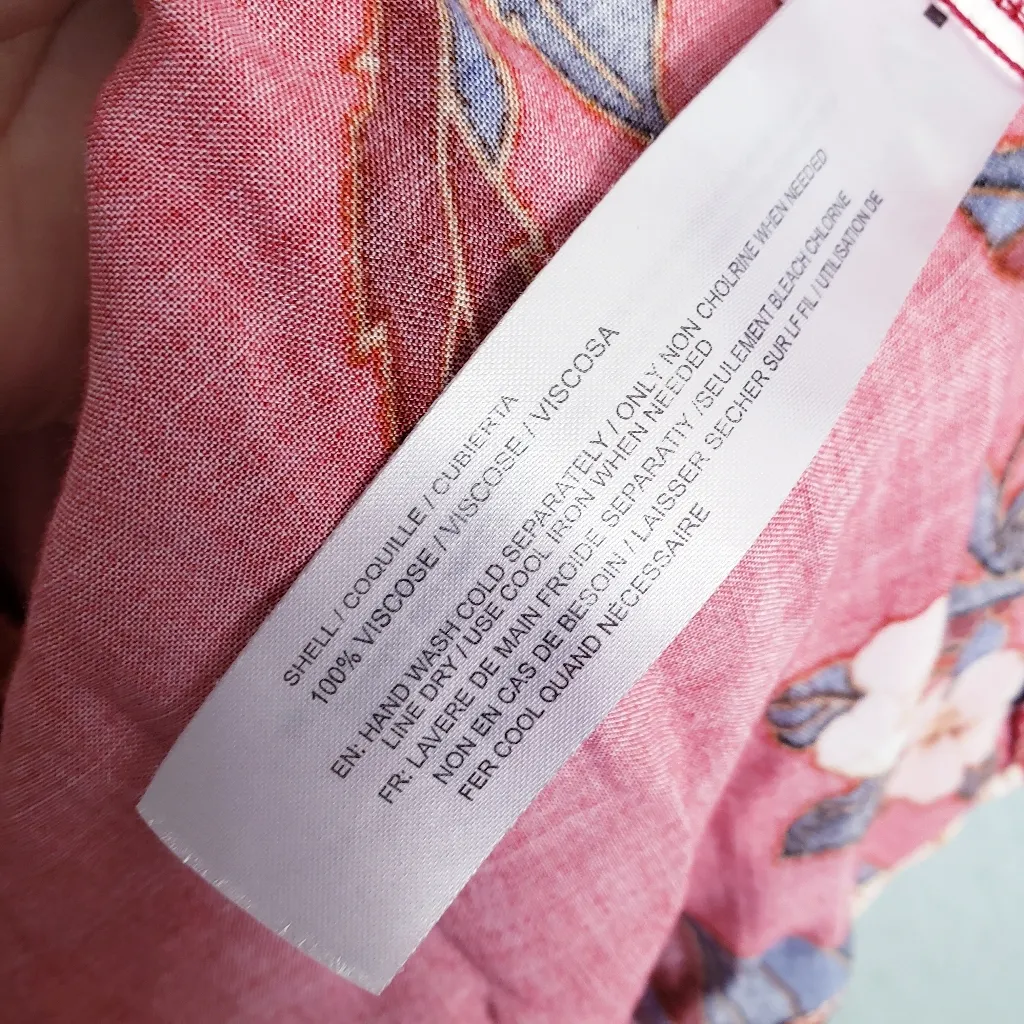 SHELL / COQUILLE / CUBIERTA
100% VISCOSE / VISCOSE / VISCOSA
EN: HAND WASH COLD SEPARATELY / ONLY NON CHOLRINE WHEN NEEDED
LINE DRY / USE COOL IRON WHEN NEEDED
FR: LAVERE DE MAIN FROIDE SEPARATTY /SEULEMENT BLEACH CHLORNE
NON EN CAS DE BESOIN / LAISSER SECHER SUR LF FIL / UTILISATION DE
FER COOL QUAND NÉCESSAIRE